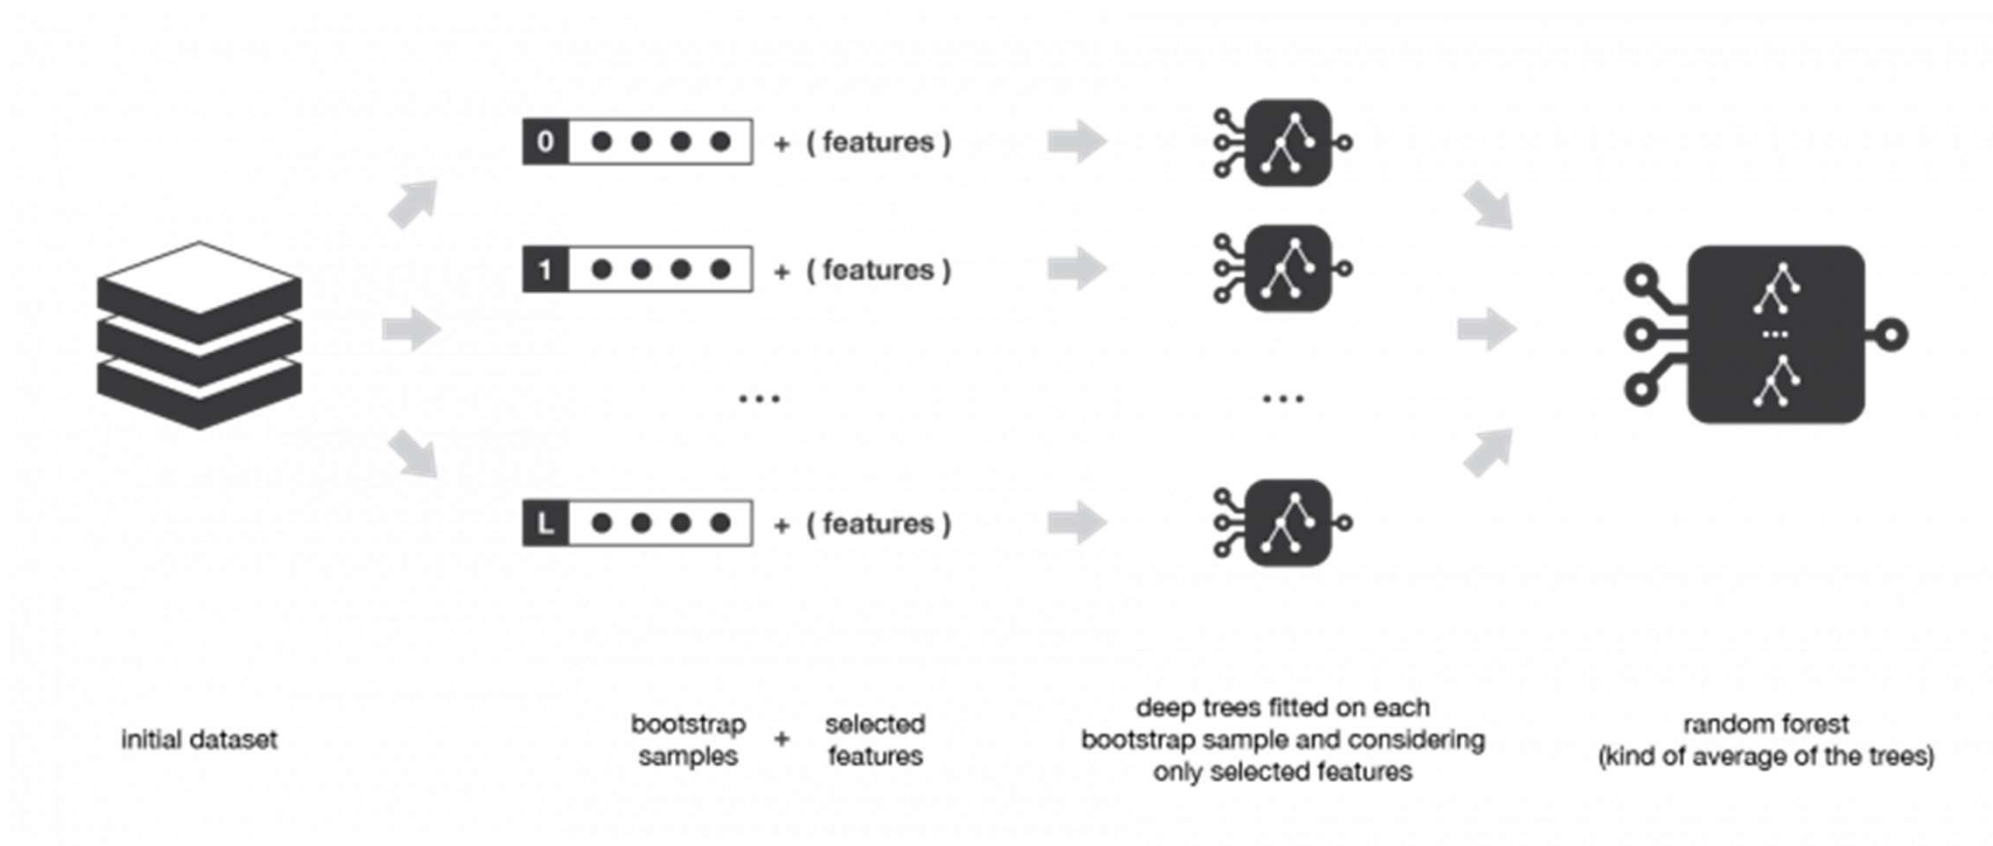 0 + ( features )
1 + ( features )
...
...
L + ( features )
initial dataset
bootstrap
samples
+
selected
features
deep trees fitted on each
bootstrap sample and considering
only selected features
random forest
(kind of average of the trees)